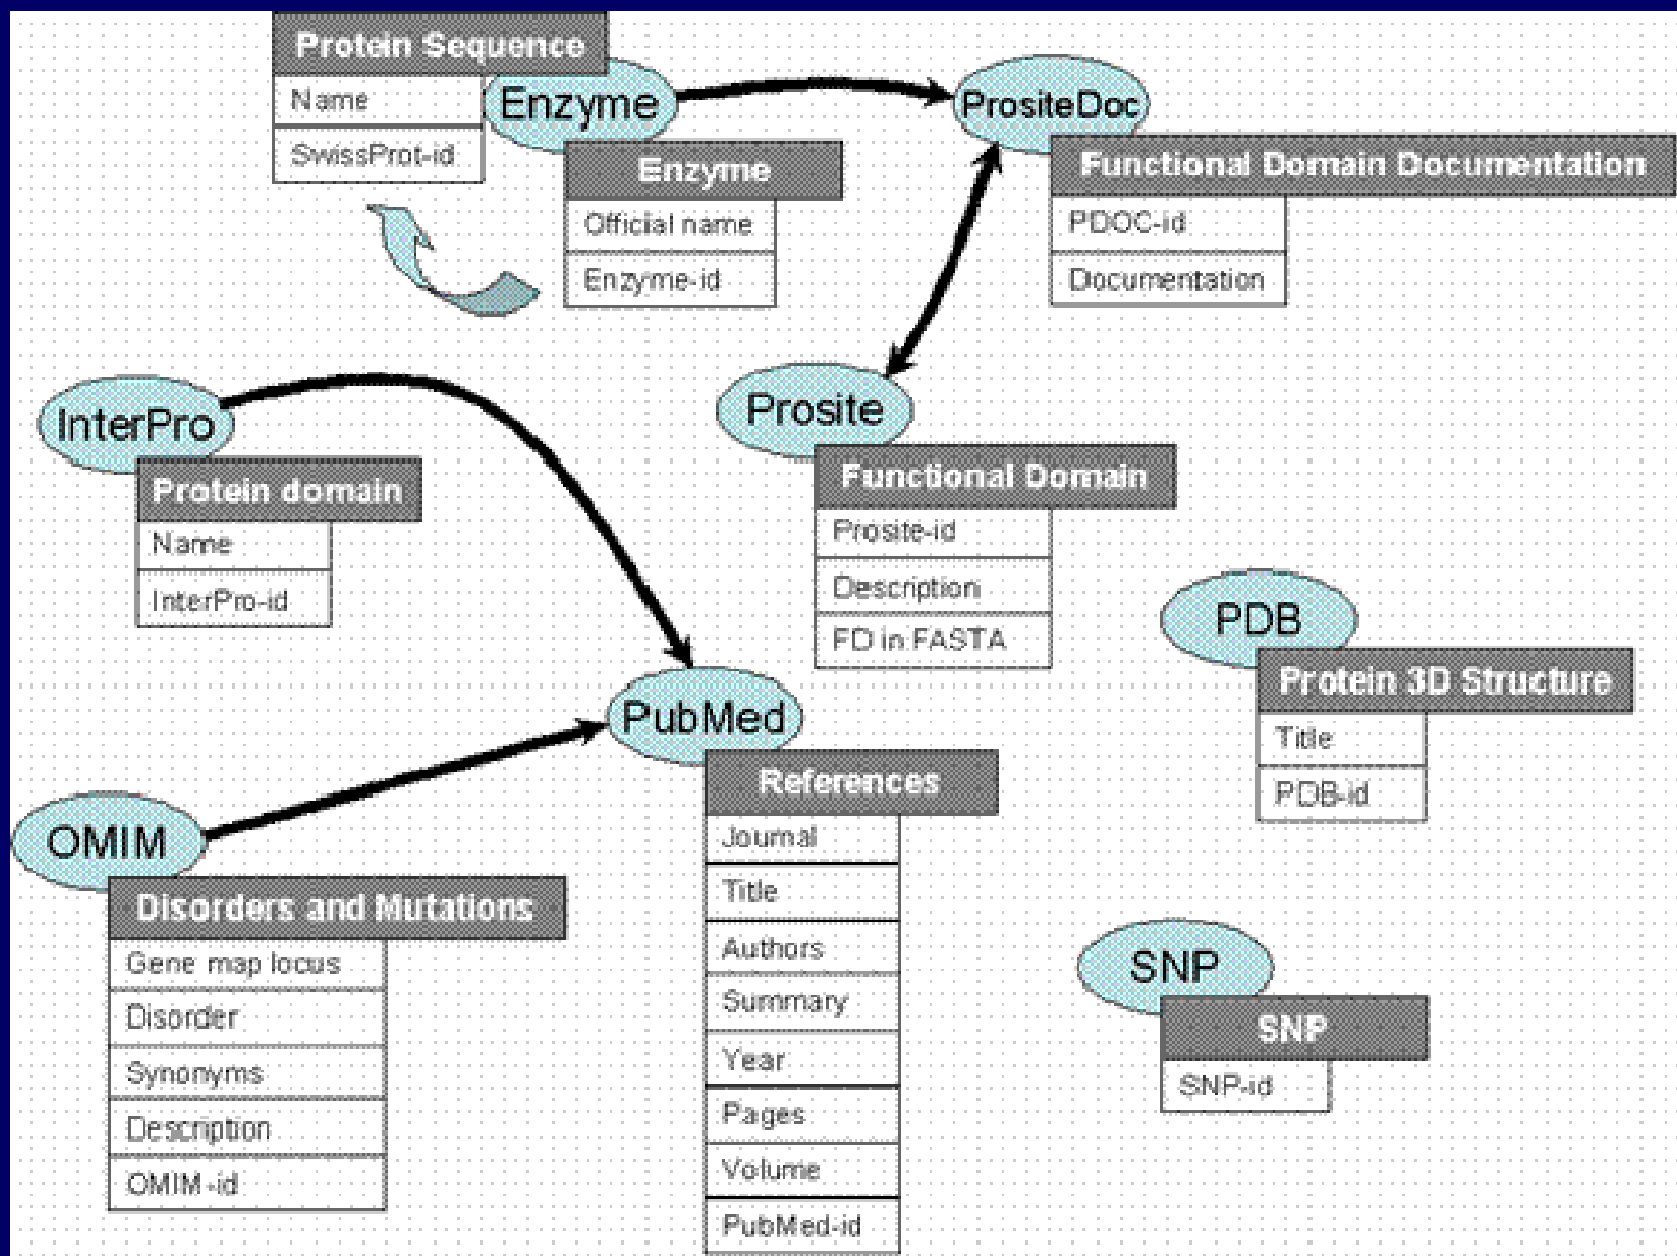 Protein Sequence
Name
SwissProt-id
Enzyme
Enzyme
Official name
Enzyme-id
PrositeDoc
Functional Domain Documentation
PDOC-id
Documentation
InterPro
Protein domain
Name
InterPro-id
Prosite
Functional Domain
Prosite-id
Description
FD in FASTA
PDB
Protein 3D Structure
Title
PDB-id
PubMed
References
Journal
Title
Authors
Summary
Year
Pages
Volume
PubMed-id
OMIM
Disorders and Mutations
Gene map locus
Disorder
Synonyms
Description
OMIM-id
SNP
SNP
SNP-id